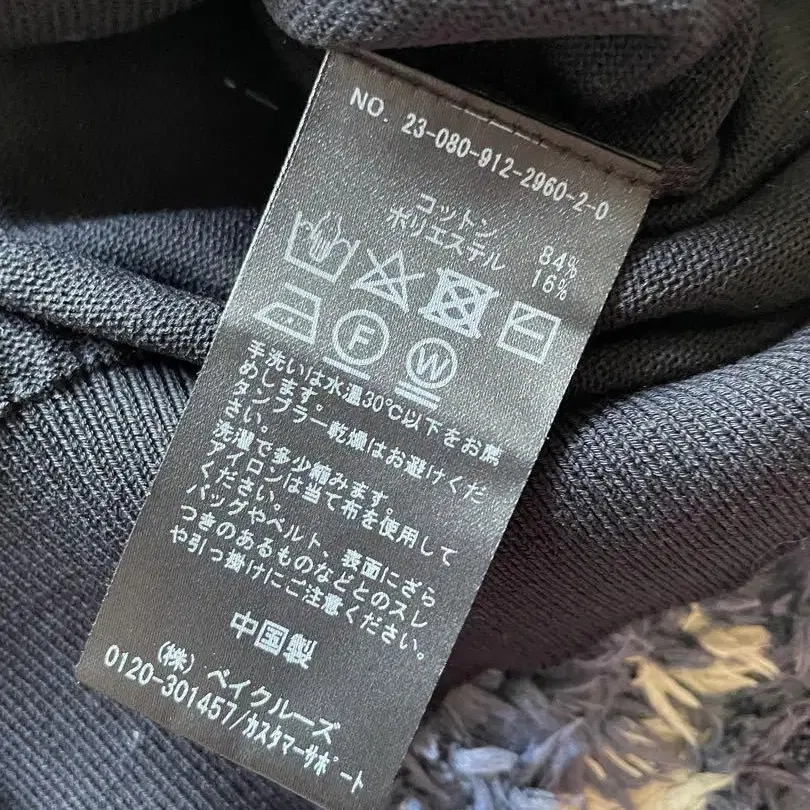 NO. 23-080-912-2960-2-0
コットン 84%
ポリエステル 16%
F
W
手洗いは水温30℃以下をお薦
めします。
タンブラー乾燥はお避けくだ
さい。
洗濯で多少縮みます。
アイロンは当て布を使用して
ください。
バッグやベルト、表面にざら
つきのあるものなどとのスレ
や引っ掛けにご注意ください。
中国製
(株) ベイクルーズ
0120-301457/カスタマーサポート